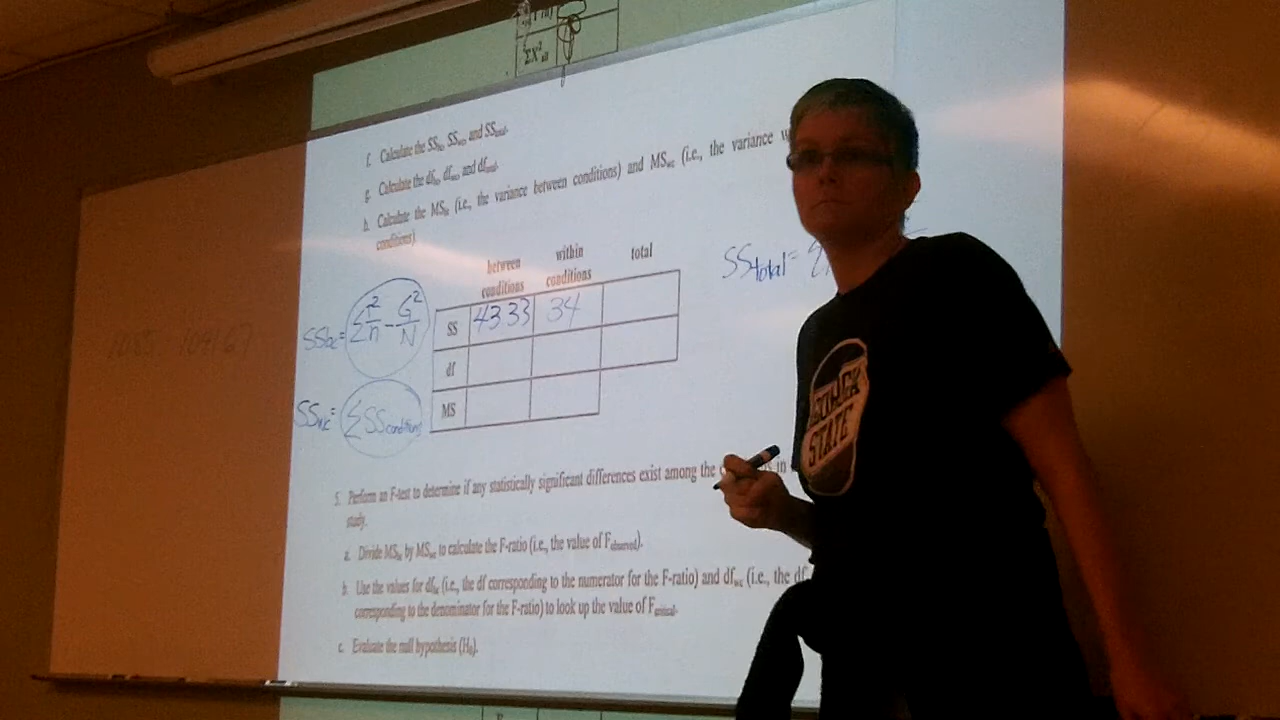 ΣX²all
f. Calculate the SSbc, SSwc, and SStotal.
g. Calculate the dfbc, dfwc, and dftotal.
h. Calculate the MSbc (i.e., the variance between conditions) and MSwc (i.e., the variance
conditions).
between conditions within conditions total
SStotal = Σ
SSbc = Σ T²/n - G²/N
SS 4333 34
df
SSwc = ΣSSconditions
MS
5. Perform an F-test to determine if any statistically significant differences exist among the in
study.
a. Divide MSbc by MSwc to calculate the F-ratio (i.e., the value of Fobserved).
b. Use the values for dfbc (i.e., the df corresponding to the numerator for the F-ratio) and dfwc (i.e., the df
corresponding to the denominator for the F-ratio) to look up the value of Fcritical.
c. Evaluate the null hypothesis (H0).
STATE